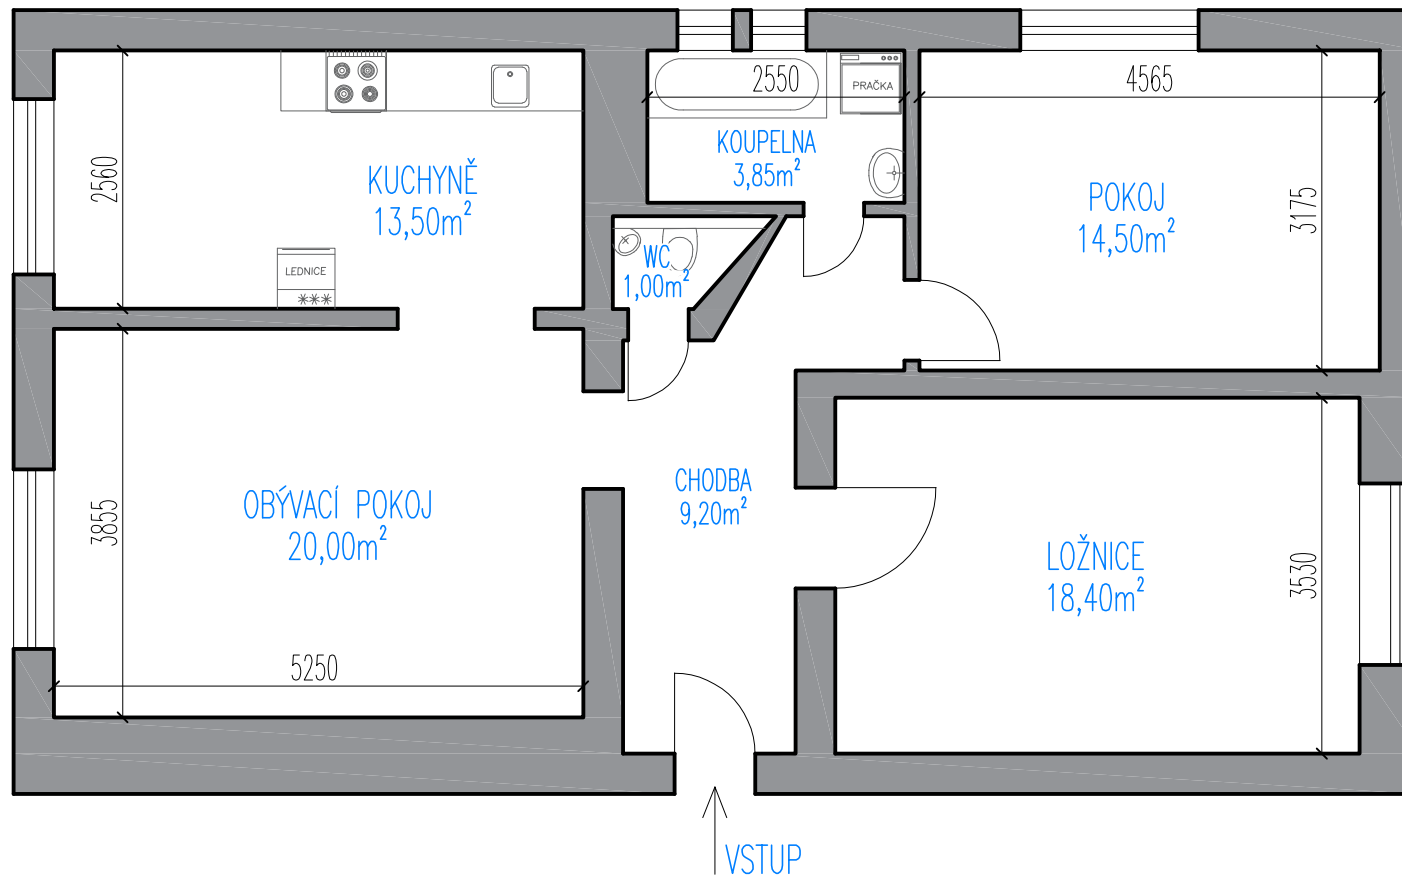 2550
PRAČKA
4565
KOUPELNA
3,85m²
2560
KUCHYNĚ
13,50m²
POKOJ
14,50m²
3175
LEDNICE
***
WC
1,00m²
3855
OBÝVACÍ POKOJ
20,00m²
CHODBA
9,20m²
LOŽNICE
18,40m²
3530
5250
VSTUP